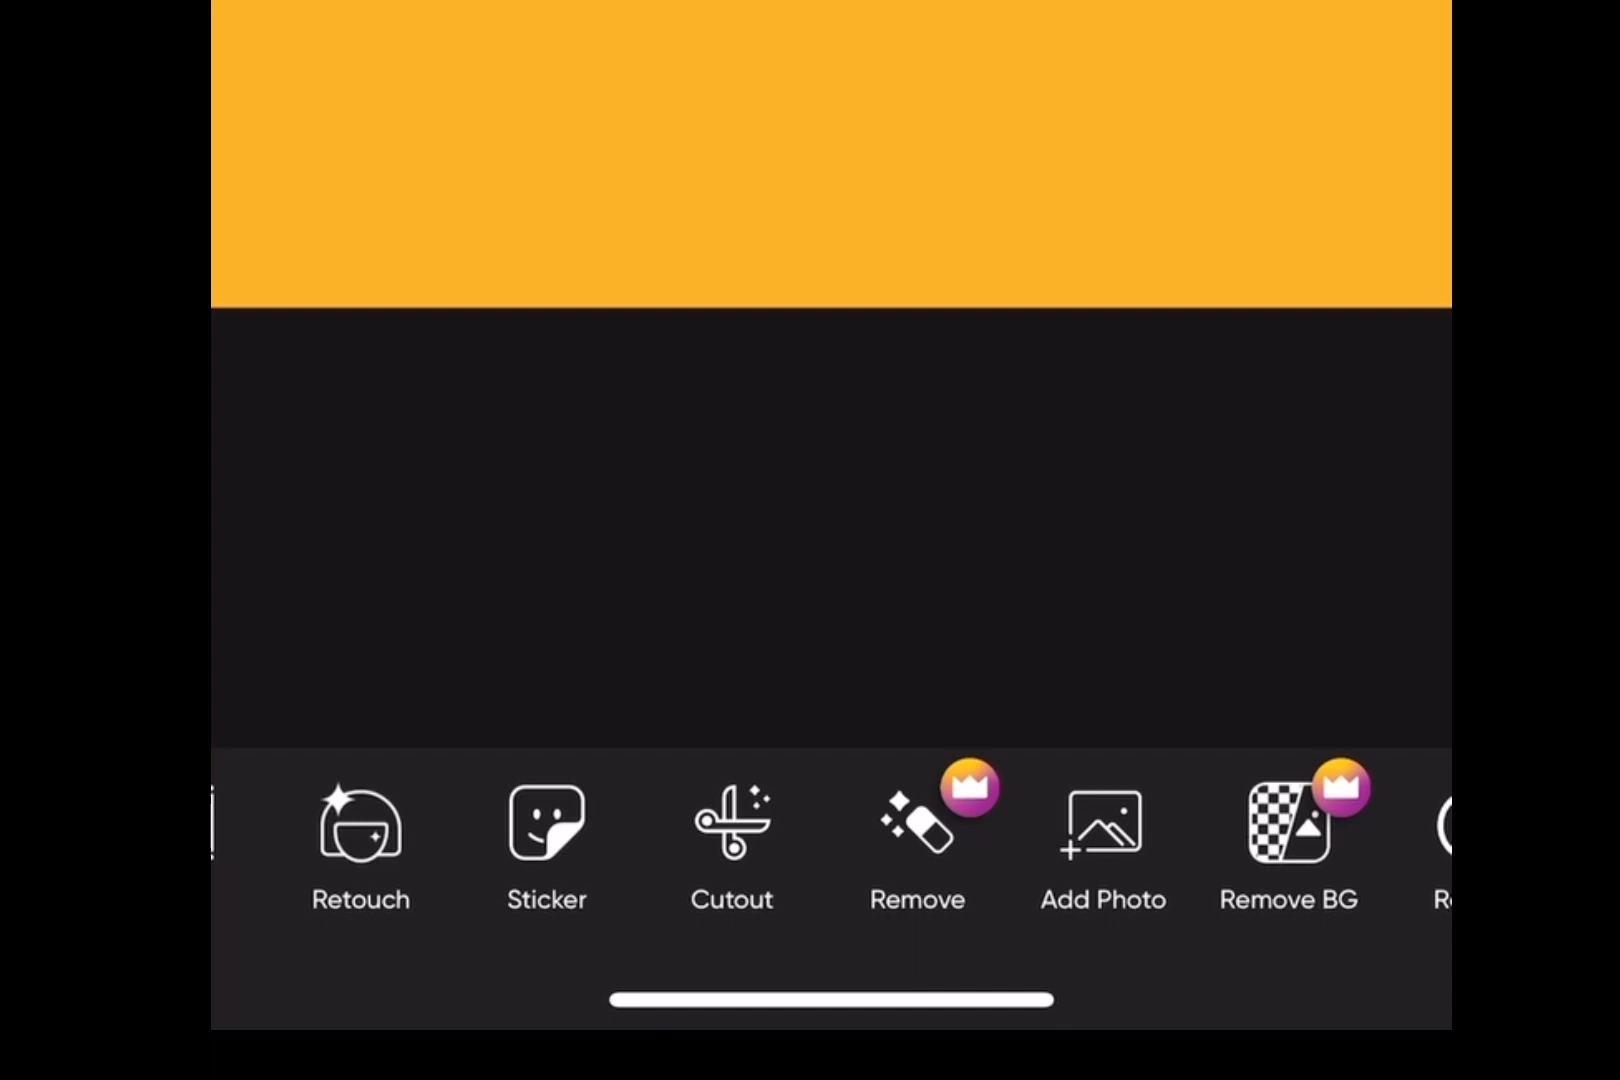 Retouch
Sticker
Cutout
Remove
Add Photo
Remove BG